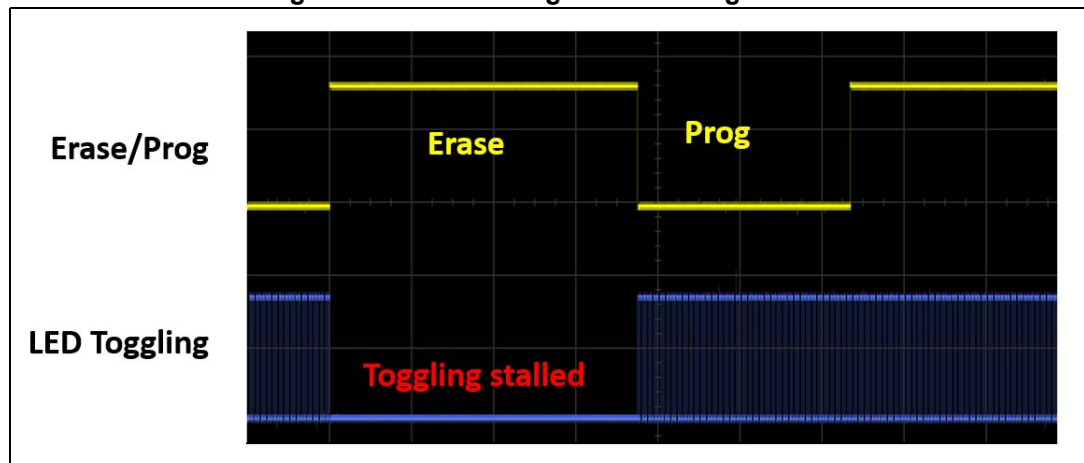 Erase/Prog
Erase
Prog
LED Toggling
Toggling stalled